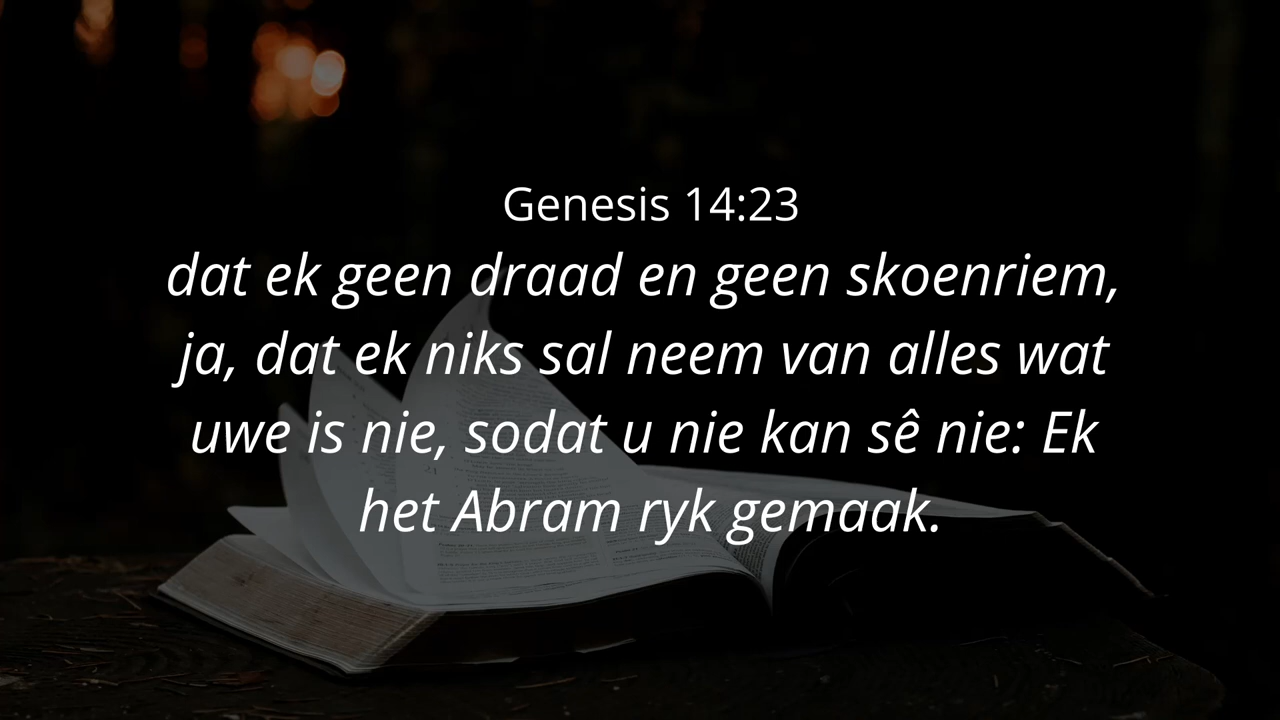 Genesis 14:23
dat ek geen draad en geen skoenriem,
ja, dat ek niks sal neem van alles wat
uwe is nie, sodat u nie kan sê nie: Ek
het Abram ryk gemaak.